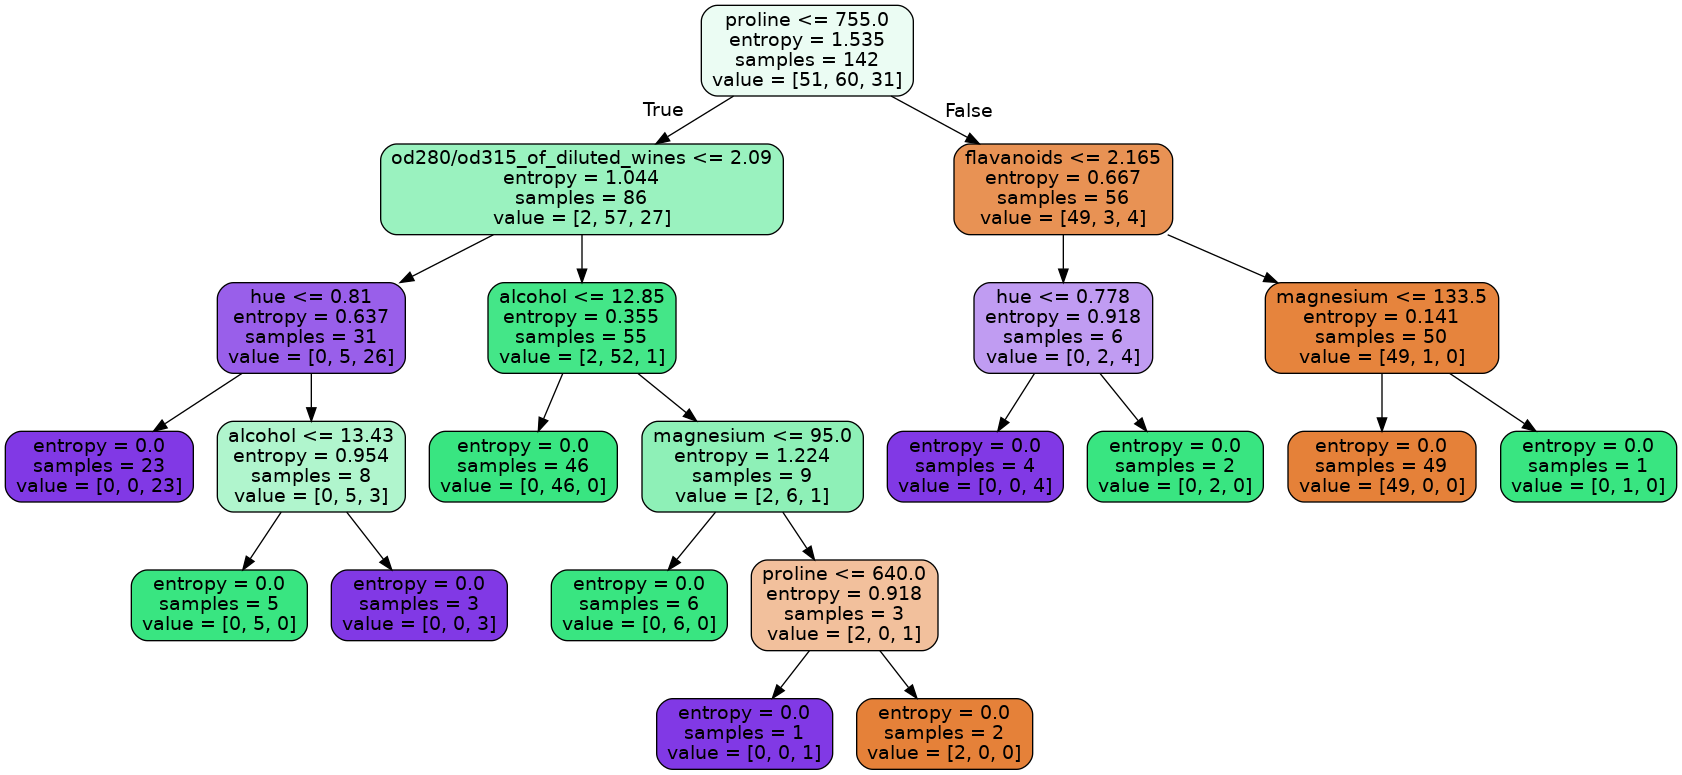 proline <= 755.0
entropy = 1.535
samples = 142
value = [51, 60, 31]
True
False
od280/od315_of_diluted_wines <= 2.09
entropy = 1.044
samples = 86
value = [2, 57, 27]
flavanoids <= 2.165
entropy = 0.667
samples = 56
value = [49, 3, 4]
hue <= 0.81
entropy = 0.637
samples = 31
value = [0, 5, 26]
alcohol <= 12.85
entropy = 0.355
samples = 55
value = [2, 52, 1]
hue <= 0.778
entropy = 0.918
samples = 6
value = [0, 2, 4]
magnesium <= 133.5
entropy = 0.141
samples = 50
value = [49, 1, 0]
entropy = 0.0
samples = 23
value = [0, 0, 23]
alcohol <= 13.43
entropy = 0.954
samples = 8
value = [0, 5, 3]
entropy = 0.0
samples = 46
value = [0, 46, 0]
magnesium <= 95.0
entropy = 1.224
samples = 9
value = [2, 6, 1]
entropy = 0.0
samples = 4
value = [0, 0, 4]
entropy = 0.0
samples = 2
value = [0, 2, 0]
entropy = 0.0
samples = 49
value = [49, 0, 0]
entropy = 0.0
samples = 1
value = [0, 1, 0]
entropy = 0.0
samples = 5
value = [0, 5, 0]
entropy = 0.0
samples = 3
value = [0, 0, 3]
entropy = 0.0
samples = 6
value = [0, 6, 0]
proline <= 640.0
entropy = 0.918
samples = 3
value = [2, 0, 1]
entropy = 0.0
samples = 1
value = [0, 0, 1]
entropy = 0.0
samples = 2
value = [2, 0, 0]